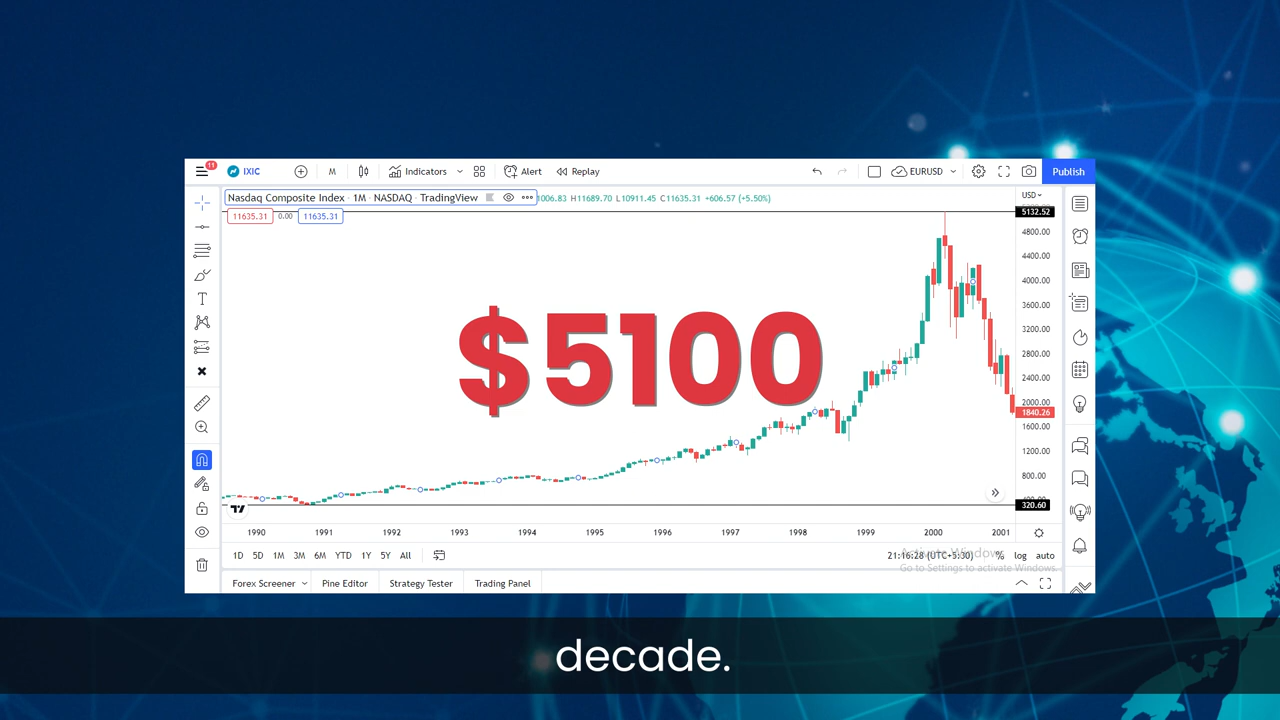 11
IXIC
M
Indicators
Alert
Replay
EURUSD
Publish
Nasdaq Composite Index · 1M · NASDAQ · TradingView
006.83 H11689.70 L10911.45 C11635.31 +606.57 (+5.50%)
USD
11635.31 0.00 11635.31
5132.52
4800.00
4400.00
4000.00
3600.00
3200.00
2800.00
2400.00
2000.00
1840.26
1600.00
1200.00
800.00
320.60
$5100
1990 1991 1992 1993 1994 1995 1996 1997 1998 1999 2000 2001
1D 5D 1M 3M 6M YTD 1Y 5Y All
21:16:28 (UTC+5:30) % log auto
Activate Windows
Go to Settings to activate Windows.
Forex Screener Pine Editor Strategy Tester Trading Panel
decade.